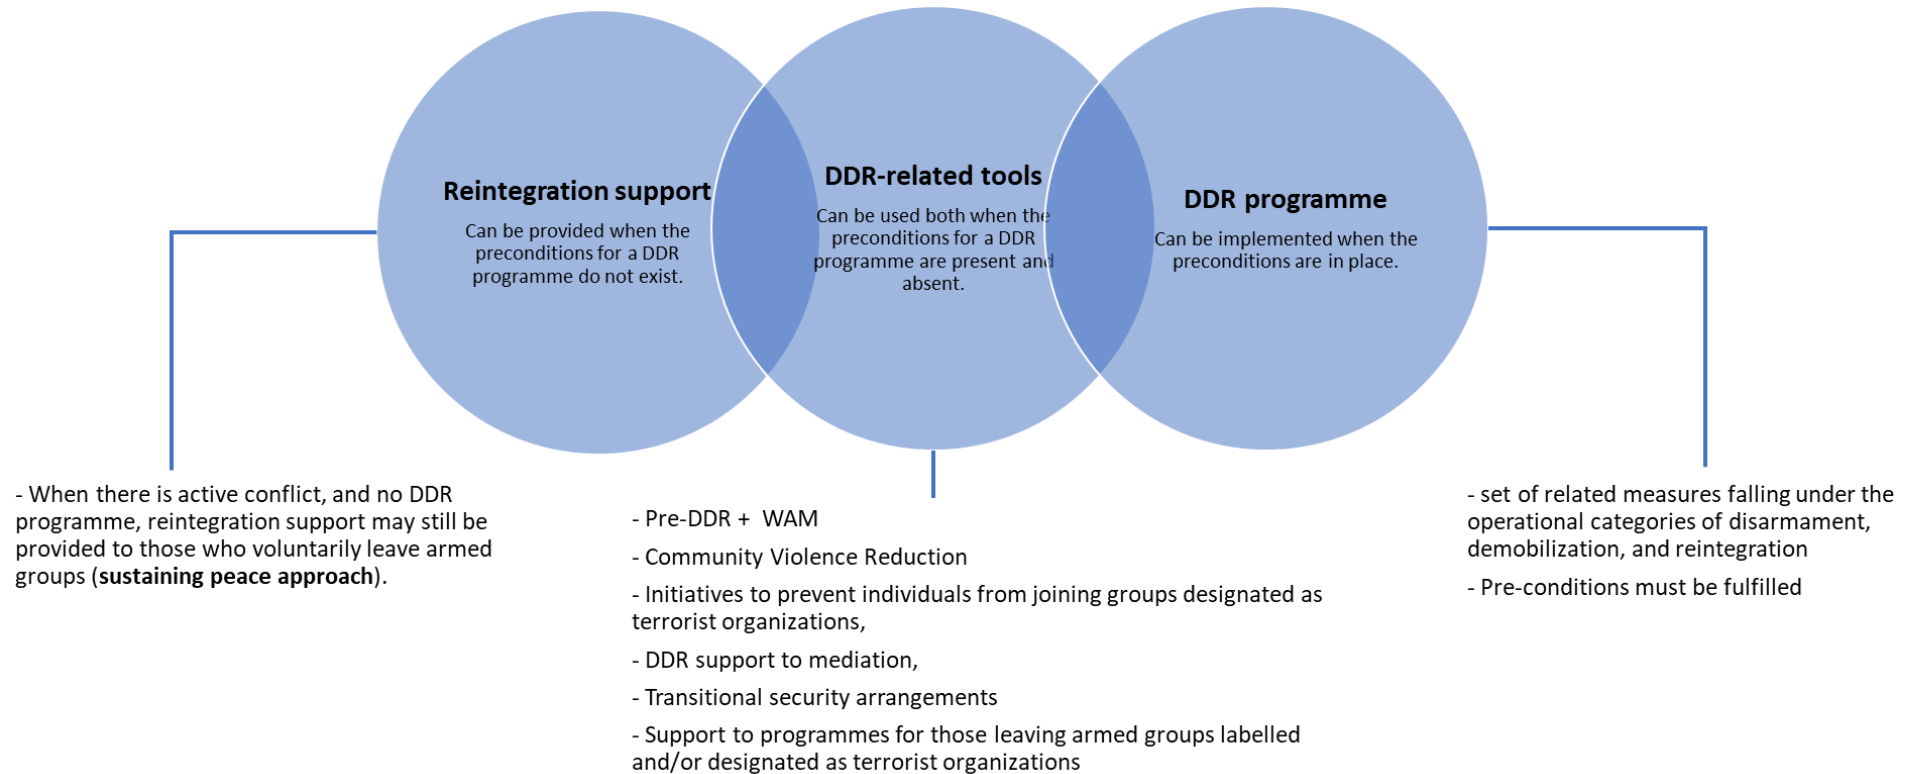 Reintegration support
Can be provided when the
preconditions for a DDR
programme do not exist.
DDR-related tools
Can be used both when the
preconditions for a DDR
programme are present and
absent.
DDR programme
Can be implemented when the
preconditions are in place.
- When there is active conflict, and no DDR
programme, reintegration support may still be
provided to those who voluntarily leave armed
groups (sustaining peace approach).
- Pre-DDR + WAM
- Community Violence Reduction
- Initiatives to prevent individuals from joining groups designated as
terrorist organizations,
- DDR support to mediation,
- Transitional security arrangements
- Support to programmes for those leaving armed groups labelled
and/or designated as terrorist organizations
- set of related measures falling under the
operational categories of disarmament,
demobilization, and reintegration
- Pre-conditions must be fulfilled